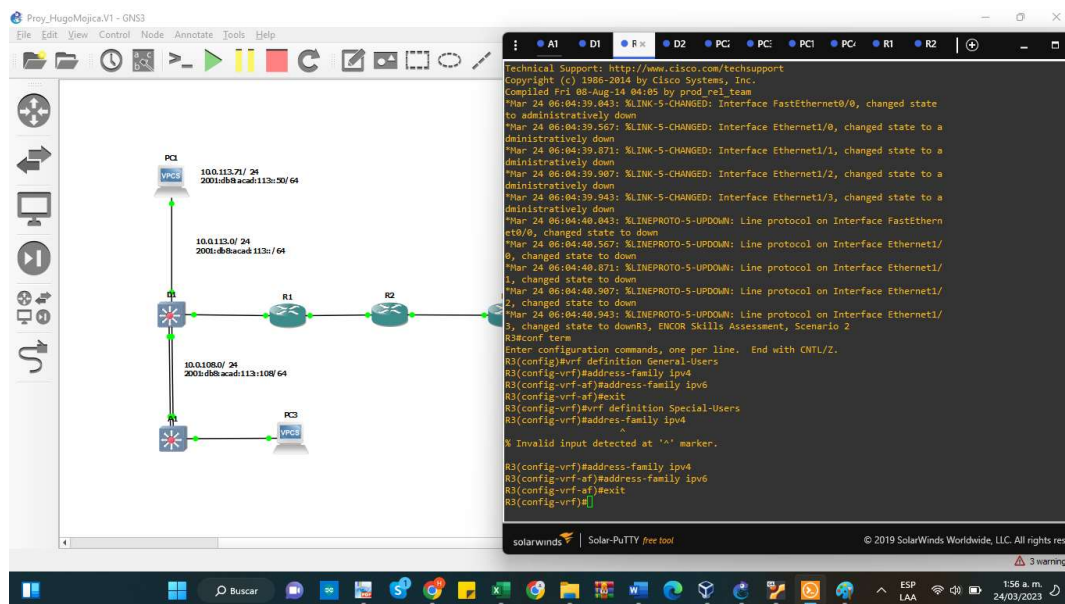 Proy_HugoMojica.V1 - GNS3
File Edit View Control Node Annotate Tools Help
PC1
VPCS
10.0.113.71/ 24
2001:db8:acad:113::50/ 64
10.0.113.0/ 24
2001:db8:acad:113::/ 64
D1
R1
R2
10.0.108.0/ 24
2001:db8:acad:113::108/ 64
A1
PC3
VPCS
A1 D1 R D2 PC2 PC3 PC1 PC4 R1 R2
Technical Support: http://www.cisco.com/techsupport
Copyright (c) 1986-2014 by Cisco Systems, Inc.
Compiled Fri 08-Aug-14 04:05 by prod_rel_team
*Mar 24 06:04:39.043: %LINK-5-CHANGED: Interface FastEthernet0/0, changed state
to administratively down
*Mar 24 06:04:39.567: %LINK-5-CHANGED: Interface Ethernet1/0, changed state to a
dministratively down
*Mar 24 06:04:39.871: %LINK-5-CHANGED: Interface Ethernet1/1, changed state to a
dministratively down
*Mar 24 06:04:39.907: %LINK-5-CHANGED: Interface Ethernet1/2, changed state to a
dministratively down
*Mar 24 06:04:39.943: %LINK-5-CHANGED: Interface Ethernet1/3, changed state to a
dministratively down
*Mar 24 06:04:40.043: %LINEPROTO-5-UPDOWN: Line protocol on Interface FastEthern
et0/0, changed state to down
*Mar 24 06:04:40.567: %LINEPROTO-5-UPDOWN: Line protocol on Interface Ethernet1/
0, changed state to down
*Mar 24 06:04:40.871: %LINEPROTO-5-UPDOWN: Line protocol on Interface Ethernet1/
1, changed state to down
*Mar 24 06:04:40.907: %LINEPROTO-5-UPDOWN: Line protocol on Interface Ethernet1/
2, changed state to down
*Mar 24 06:04:40.943: %LINEPROTO-5-UPDOWN: Line protocol on Interface Ethernet1/
3, changed state to downR3, ENCOR Skills Assessment, Scenario 2
R3#conf term
Enter configuration commands, one per line. End with CNTL/Z.
R3(config)#vrf definition General-Users
R3(config-vrf)#address-family ipv4
R3(config-vrf-af)#address-family ipv6
R3(config-vrf-af)#exit
R3(config-vrf)#vrf definition Special-Users
R3(config-vrf)#addres-family ipv4
^
% Invalid input detected at '^' marker.
R3(config-vrf)#address-family ipv4
R3(config-vrf-af)#address-family ipv6
R3(config-vrf-af)#exit
R3(config-vrf)#
solarwinds Solar-PuTTY free tool © 2019 SolarWinds Worldwide, LLC. All rights res
3 warning
Buscar
ESP
LAA
1:56 a. m.
24/03/2023